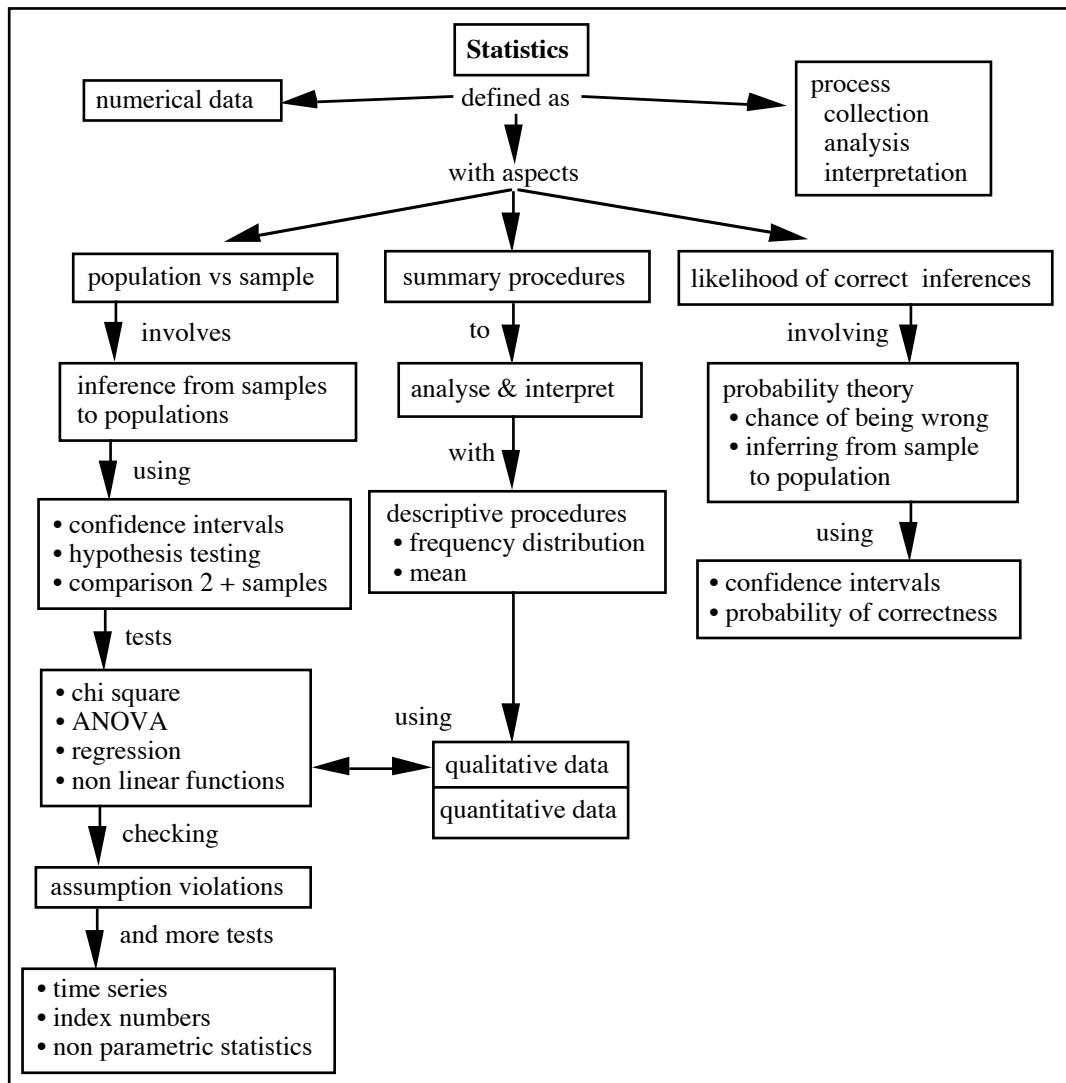 Statistics
numerical data
defined as
process
collection
analysis
interpretation
with aspects
population vs sample
summary procedures
likelihood of correct inferences
involves
to
involving
inference from samples
to populations
analyse & interpret
probability theory
• chance of being wrong
• inferring from sample
to population
using
with
using
• confidence intervals
• hypothesis testing
• comparison 2 + samples
descriptive procedures
• frequency distribution
• mean
• confidence intervals
• probability of correctness
tests
• chi square
• ANOVA
• regression
• non linear functions
using
qualitative data
quantitative data
checking
assumption violations
and more tests
• time series
• index numbers
• non parametric statistics